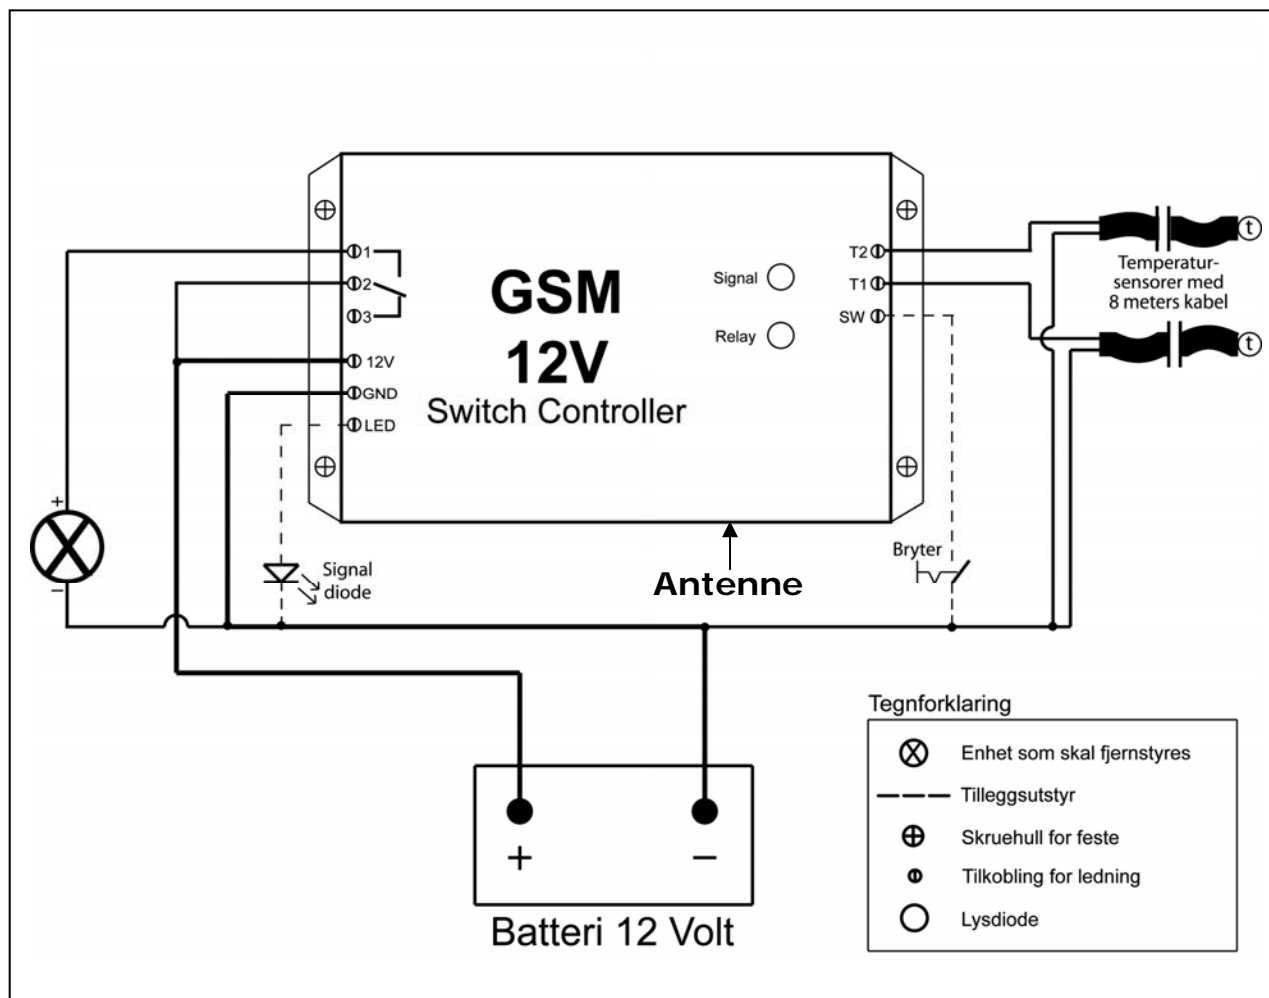 1
2
3
12V
GND
LED
GSM
12V
Switch Controller
Signal
Relay
T2
T1
SW
t
Temperatur-
sensorer med
8 meters kabel
t
+
−
Signal
diode
Antenne
Bryter
+
−
Batteri 12 Volt
Tegnforklaring
Enhet som skal fjernstyres
Tilleggsutstyr
Skruehull for feste
Tilkobling for ledning
Lysdiode